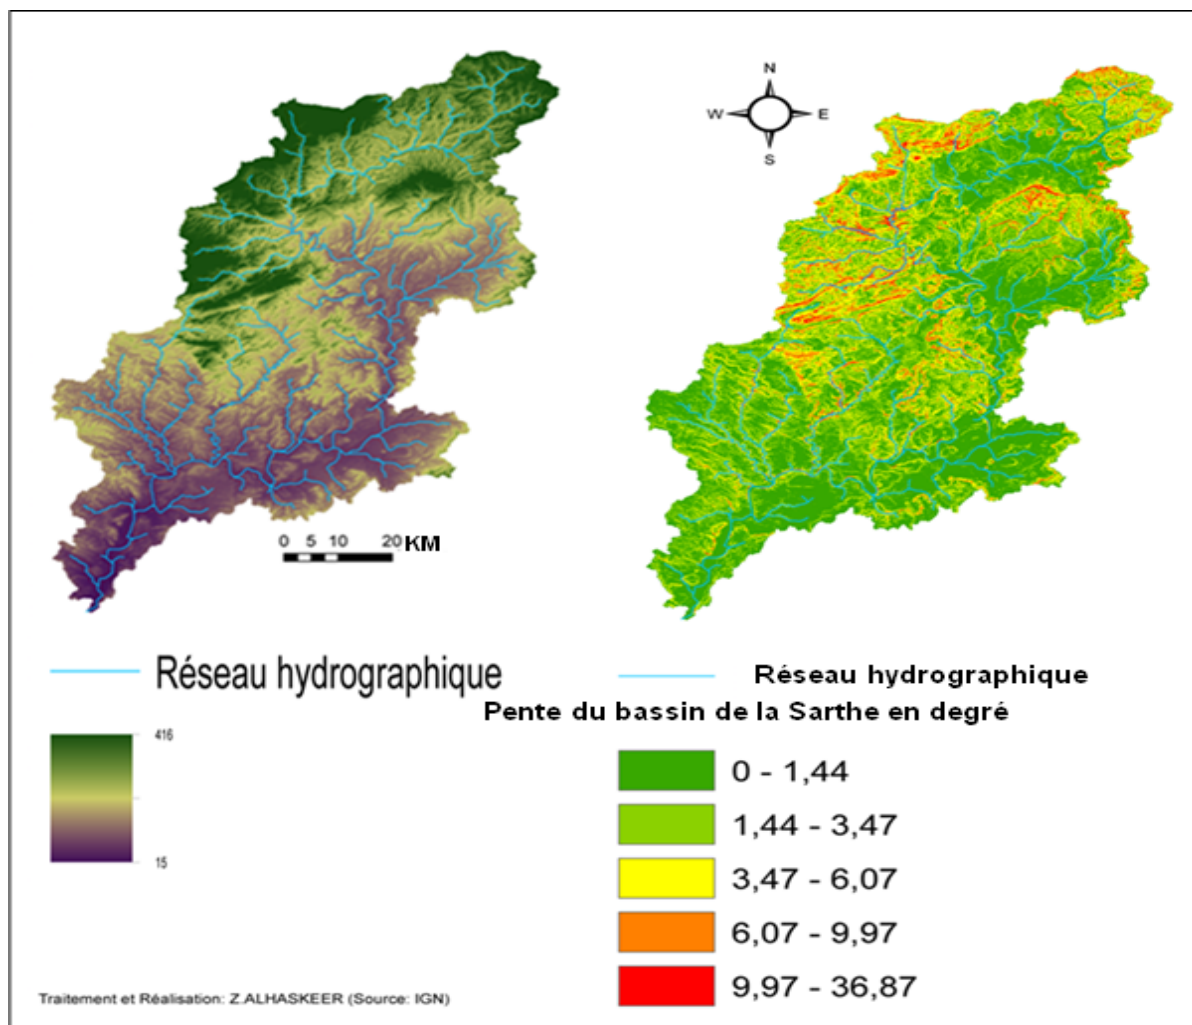 N
W E
S
0 5 10 20 KM
Réseau hydrographique
Réseau hydrographique
Pente du bassin de la Sarthe en degré
416
15
0 - 1,44
1,44 - 3,47
3,47 - 6,07
6,07 - 9,97
9,97 - 36,87
Traitement et Réalisation: Z.ALHASKEER (Source: IGN)